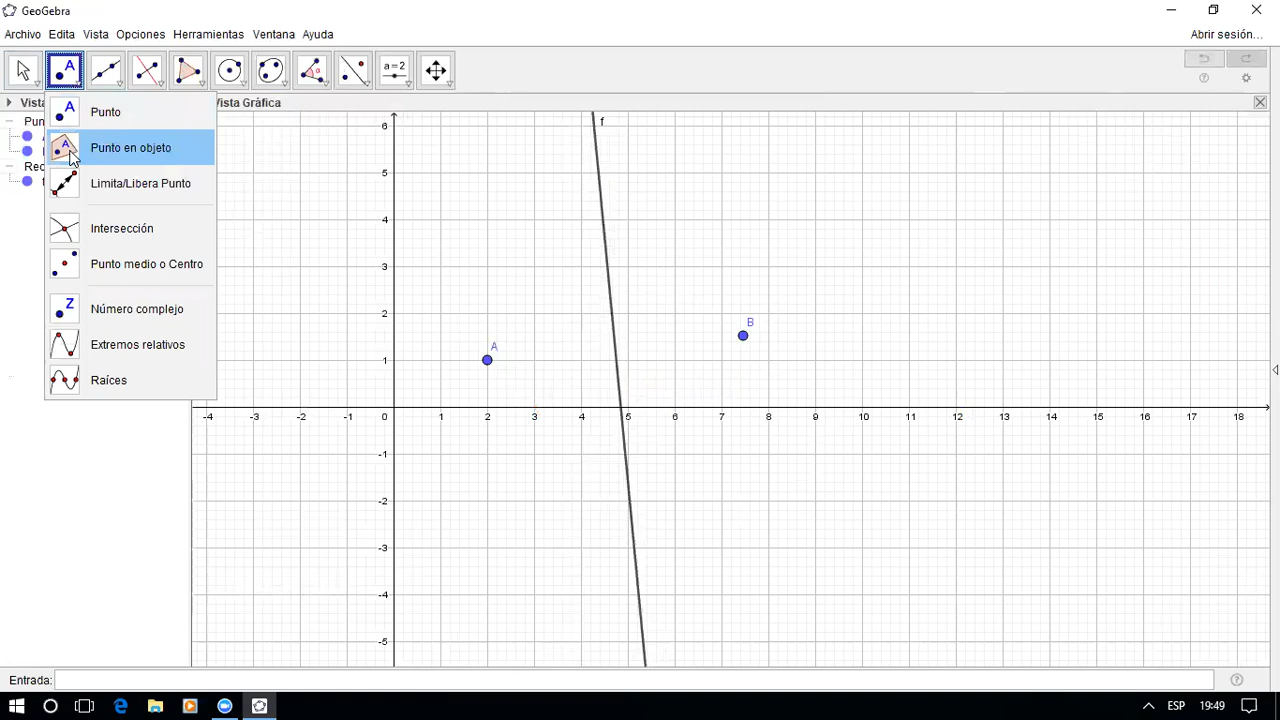 GeoGebra
Archivo Edita Vista Opciones Herramientas Ventana Ayuda
Abrir sesión...
A
α
a = 2
Vista
Vista Gráfica
A Punto
A Punto en objeto
Limita/Libera Punto
Intersección
Punto medio o Centro
Z Número complejo
Extremos relativos
Raíces
f
A
B
6
5
4
3
2
1
0
-1
-2
-3
-4
-5
-4 -3 -2 -1 0 1 2 3 4 5 6 7 8 9 10 11 12 13 14 15 16 17 18
Entrada:
ESP 19:49